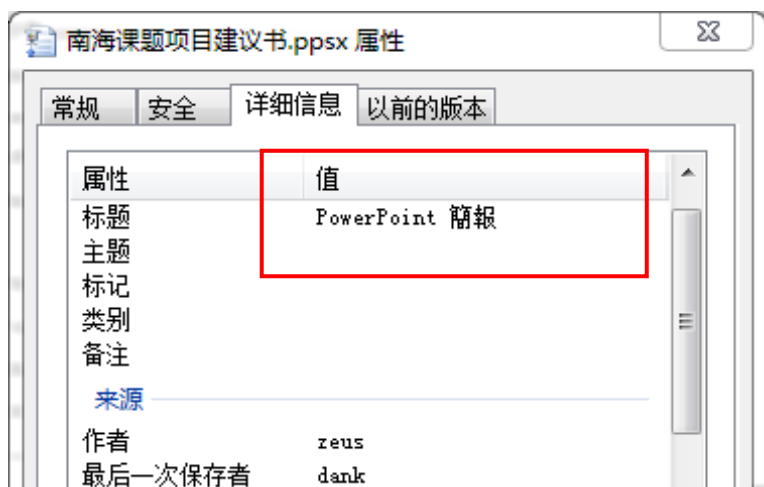 南海课题项目建议书.ppsx 属性
常规 安全 详细信息 以前的版本
属性 值
标题 PowerPoint 簡報
主题
标记
类别
备注
来源
作者 zeus
最后一次保存者 dank